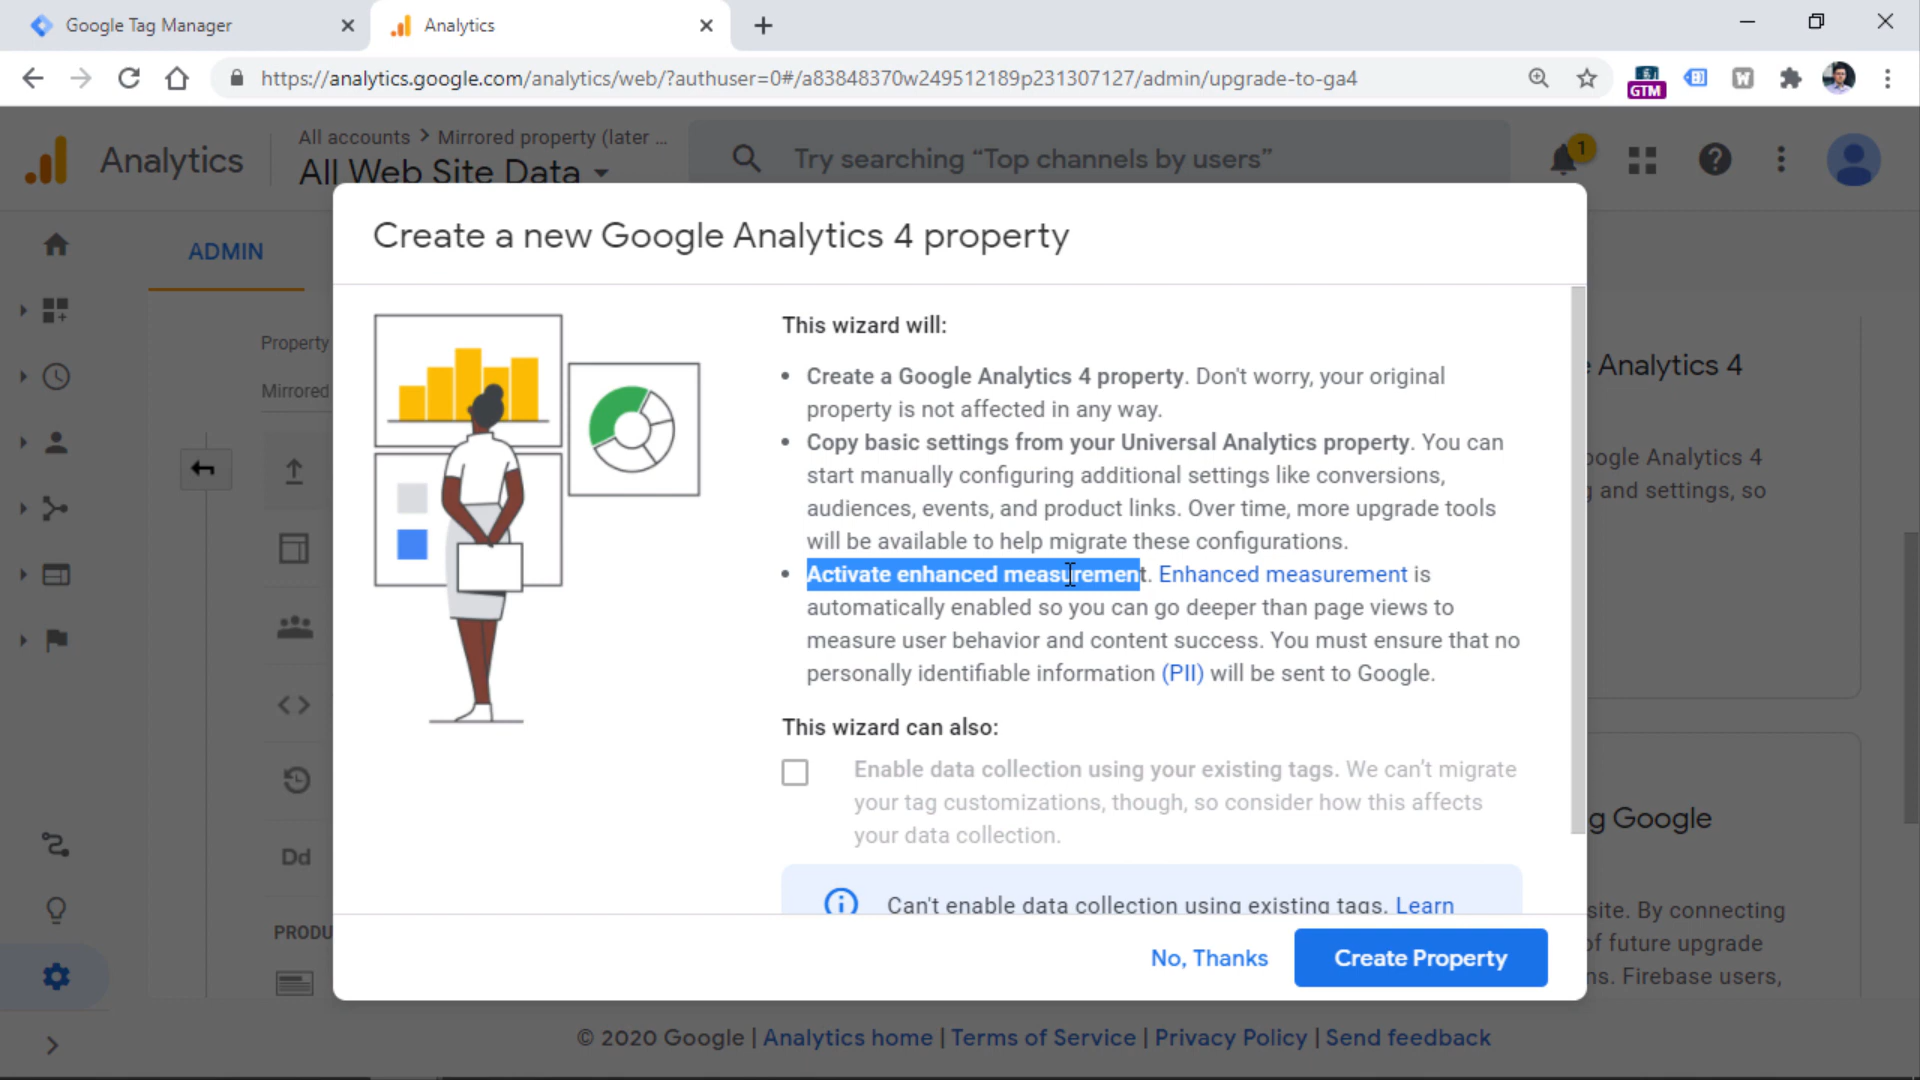 Google Tag Manager
Analytics
https://analytics.google.com/analytics/web/?authuser=0#/a83848370w249512189p231307127/admin/upgrade-to-ga4
GTM
W
Analytics
All accounts > Mirrored property (later ...
All Web Site Data
Try searching “Top channels by users”
1
ADMIN
Property
Mirrored
Dd
PRODU
Create a new Google Analytics 4 property
This wizard will:
• Create a Google Analytics 4 property. Don't worry, your original
property is not affected in any way.
• Copy basic settings from your Universal Analytics property. You can
start manually configuring additional settings like conversions,
audiences, events, and product links. Over time, more upgrade tools
will be available to help migrate these configurations.
• Activate enhanced measurement. Enhanced measurement is
automatically enabled so you can go deeper than page views to
measure user behavior and content success. You must ensure that no
personally identifiable information (PII) will be sent to Google.
This wizard can also:
Enable data collection using your existing tags. We can’t migrate
your tag customizations, though, so consider how this affects
your data collection.
Can't enable data collection using existing tags. Learn
No, Thanks
Create Property
Analytics 4
oogle Analytics 4
g and settings, so
g Google
site. By connecting
of future upgrade
ns. Firebase users,
© 2020 Google | Analytics home | Terms of Service | Privacy Policy | Send feedback